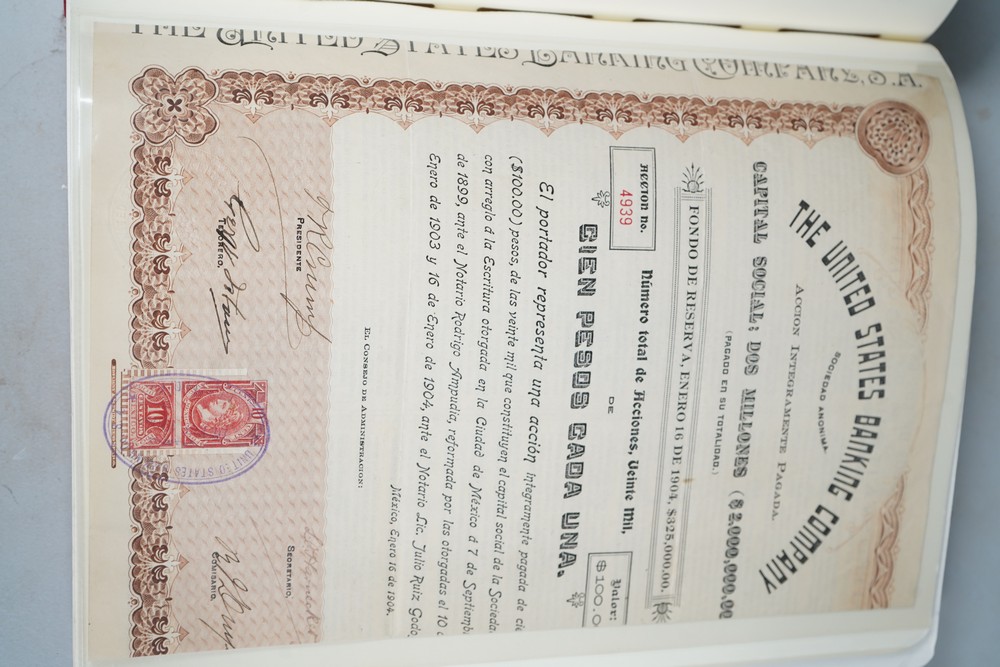 THE UNITED STATES BANKING COMPANY, S.A.
THE UNITED STATES BANKING COMPANY
SOCIEDAD ANONIMA
ACCION INTEGRAMENTE PAGADA.
CAPITAL SOCIAL: DOS MILLONES ($2.000,000.00
(PAGADO EN SU TOTALIDAD.)
FONDO DE RESERVA, ENERO 16 DE 1904, $325,000.00.
ACCION No.
4939
Número total de Acciones, Veinte Mil,
Valor:
$100.0
DE
CIEN PESOS CADA UNA.
El portador representa una acción íntegramente pagada de cie
($100.00) pesos, de las veinte mil que constituyen el capital social de la Socieda
con arreglo á la Escritura otorgada en la Ciudad de México á 7 de Septiemb
de 1899, ante el Notario Rodrigo Ampudia, reformada por las otorgadas el 10 d
Enero de 1903 y 16 de Enero de 1904, ante el Notario Lic. Julio Ruiz Godo
México, Enero 16 de 1904.
EL CONSEJO DE ADMINISTRACION:
PRESIDENTE
SECRETARIO,
TESORERO,
COMISARIO,
10
UNITED STATES